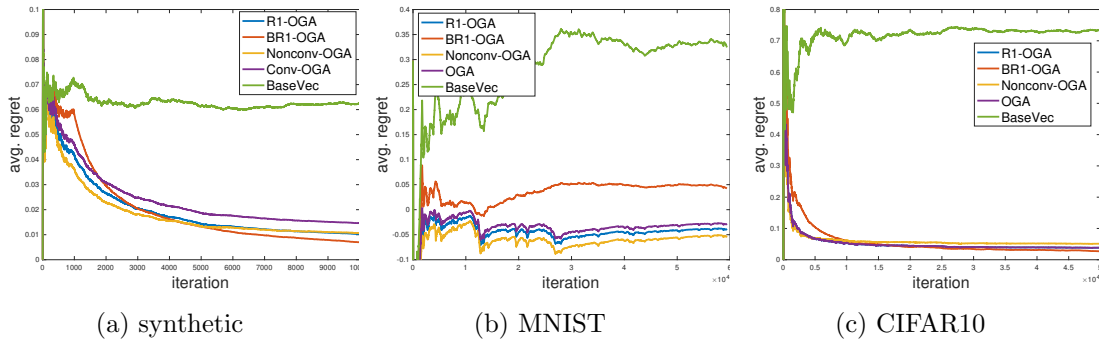 0.1
0.09
0.08
0.07
0.06
0.05
0.04
0.03
0.02
0.01
0
avg. regret
R1-OGA
BR1-OGA
Nonconv-OGA
Conv-OGA
BaseVec
0 1000 2000 3000 4000 5000 6000 7000 8000 9000 1000
iteration
(a) synthetic
0.4
0.35
0.3
0.25
0.2
0.15
0.1
0.05
0
-0.05
-0.1
avg. regret
R1-OGA
BR1-OGA
Nonconv-OGA
OGA
BaseVec
0 1 2 3 4 5 6
×10⁴
iteration
(b) MNIST
0.8
0.7
0.6
0.5
0.4
0.3
0.2
0.1
0
avg. regret
R1-OGA
BR1-OGA
Nonconv-OGA
OGA
BaseVec
0 0.5 1 1.5 2 2.5 3 3.5 4 4.5 5
×10⁴
iteration
(c) CIFAR10